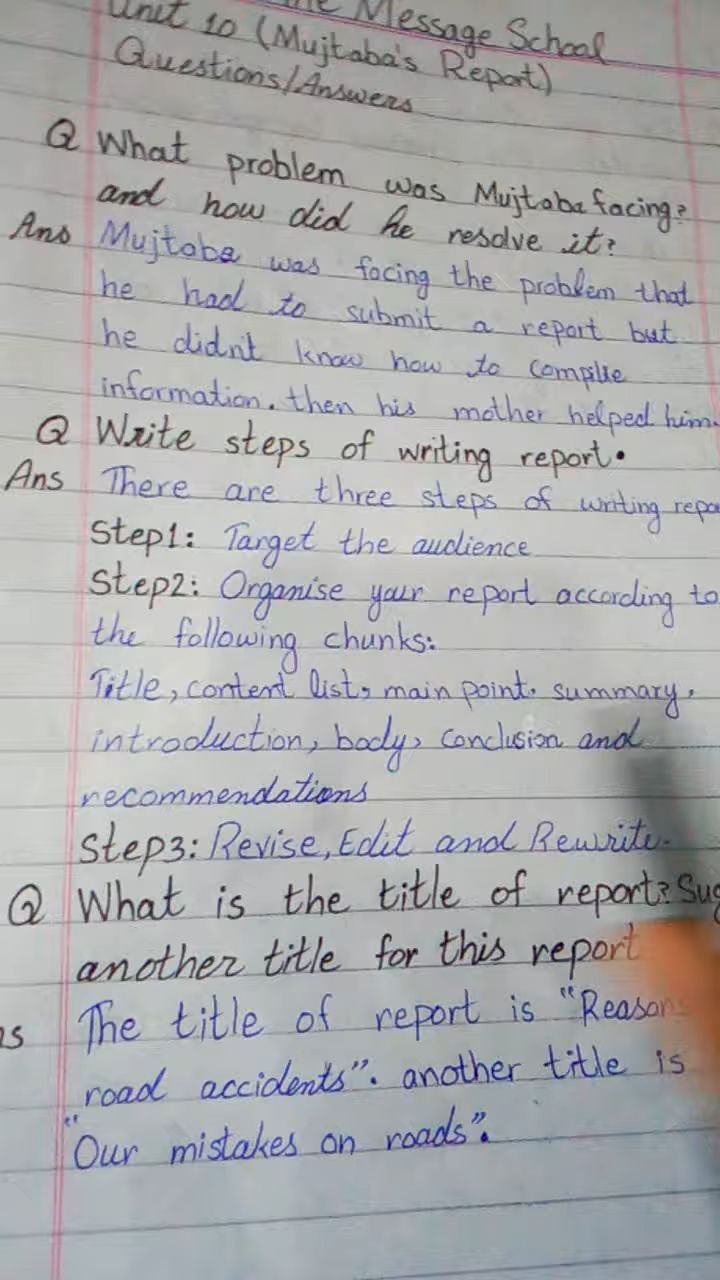 The Message School
Unit 10 (Mujtaba's Report)
Questions/Answers
Q What problem was Mujtaba facing?
and how did he resolve it?
Ans Mujtaba was facing the problem that
he had to submit a report but
he didn't know how to complie
information. then his mother helped him.
Q Write steps of writing report.
Ans There are three steps of writing repo
Step1: Target the audience
Step2: Organise your report according to
the following chunks:
Title, content list, main point. summary.
introduction, body, conclusion and
recommendations
Step3: Revise, Edit and Rewrite.
Q What is the title of report? Sug
another title for this report
ns The title of report is "Reason
road accidents". another title is
"Our mistakes on roads".